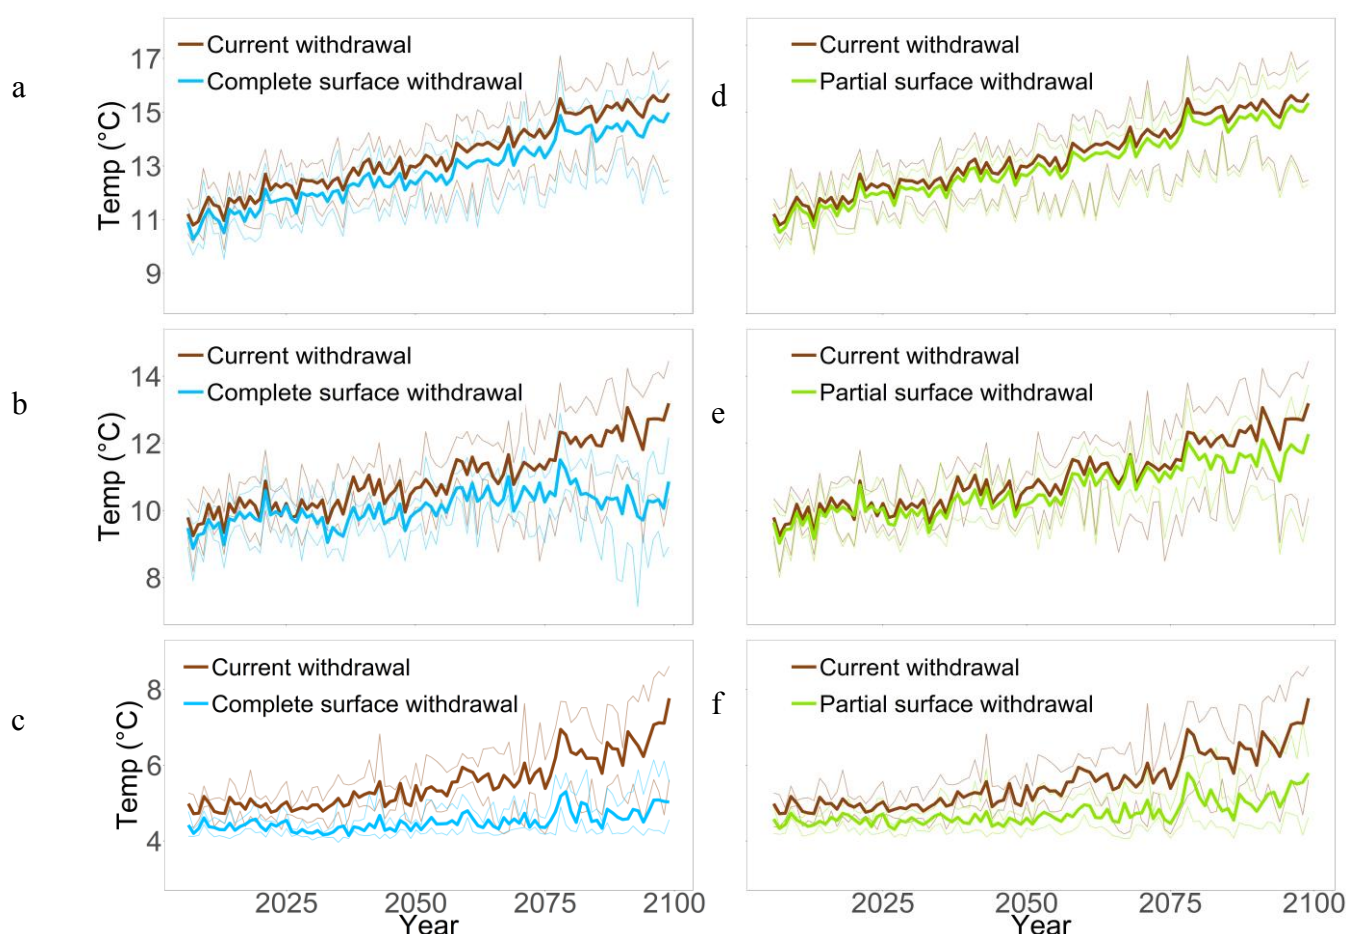 a
Temp (°C)
17
15
13
11
9
Current withdrawal
Complete surface withdrawal
d
Current withdrawal
Partial surface withdrawal
b
Temp (°C)
14
12
10
8
Current withdrawal
Complete surface withdrawal
e
Current withdrawal
Partial surface withdrawal
c
Temp (°C)
8
6
4
Current withdrawal
Complete surface withdrawal
f
Current withdrawal
Partial surface withdrawal
2025 2050 2075 2100
Year
2025 2050 2075 2100
Year